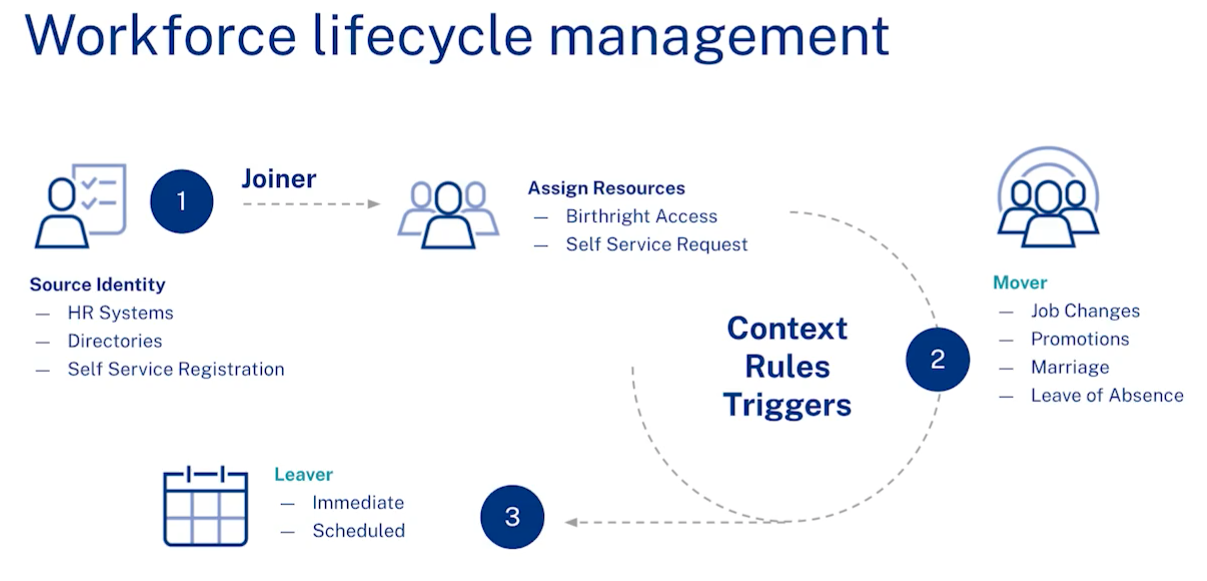 Workforce lifecycle management
1
Joiner
Source Identity
— HR Systems
— Directories
— Self Service Registration
Assign Resources
— Birthright Access
— Self Service Request
Context
Rules
Triggers
2
Mover
— Job Changes
— Promotions
— Marriage
— Leave of Absence
3
Leaver
— Immediate
— Scheduled